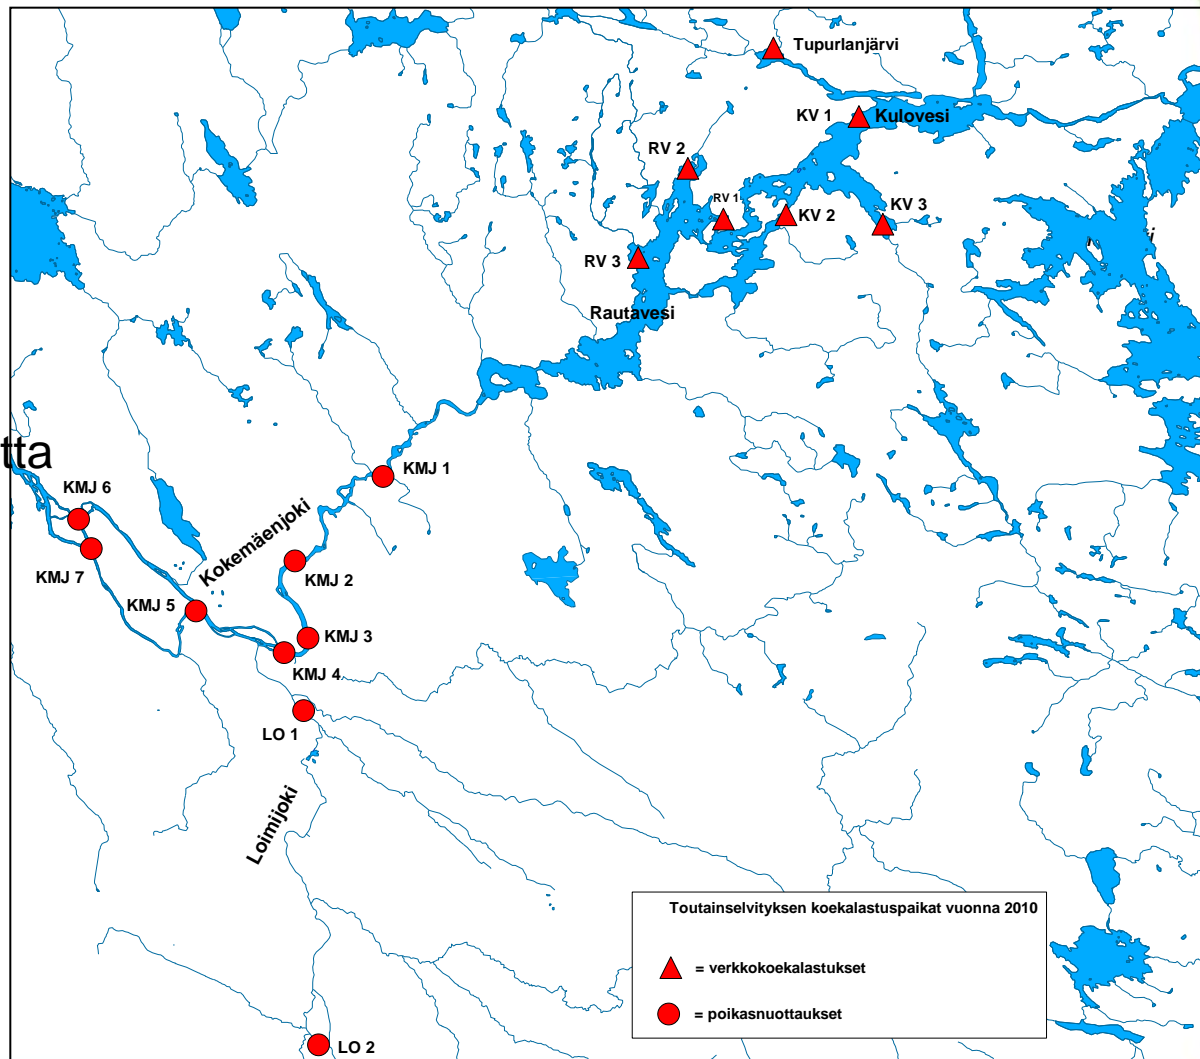 Tupurlanjärvi
KV 1
Kulovesi
RV 2
RV 1
KV 2
KV 3
RV 3
Rautavesi
tta
KMJ 1
KMJ 6
Kokemäenjoki
KMJ 2
KMJ 7
KMJ 5
KMJ 3
KMJ 4
LO 1
Loimijoki
Toutainselvityksen koekalastuspaikat vuonna 2010
= verkkokoekalastukset
= poikasnuottaukset
LO 2